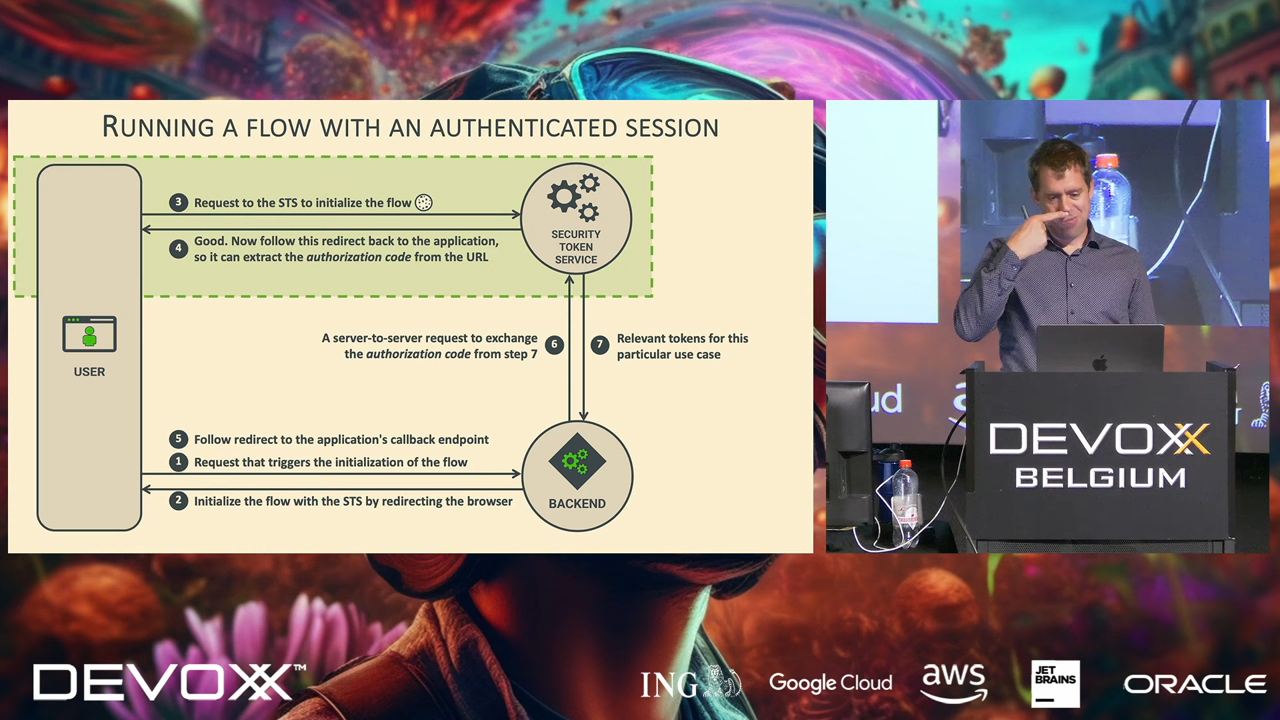 RUNNING A FLOW WITH AN AUTHENTICATED SESSION
3 Request to the STS to initialize the flow
4 Good. Now follow this redirect back to the application,
so it can extract the authorization code from the URL
SECURITY
TOKEN
SERVICE
USER
A server-to-server request to exchange
the authorization code from step 7
6
7 Relevant tokens for this
particular use case
5 Follow redirect to the application's callback endpoint
1 Request that triggers the initialization of the flow
2 Initialize the flow with the STS by redirecting the browser
BACKEND
ud
DEVOXX
BELGIUM
DEVOXX™
ING
Google Cloud
aws
JET
BRAINS
ORACLE